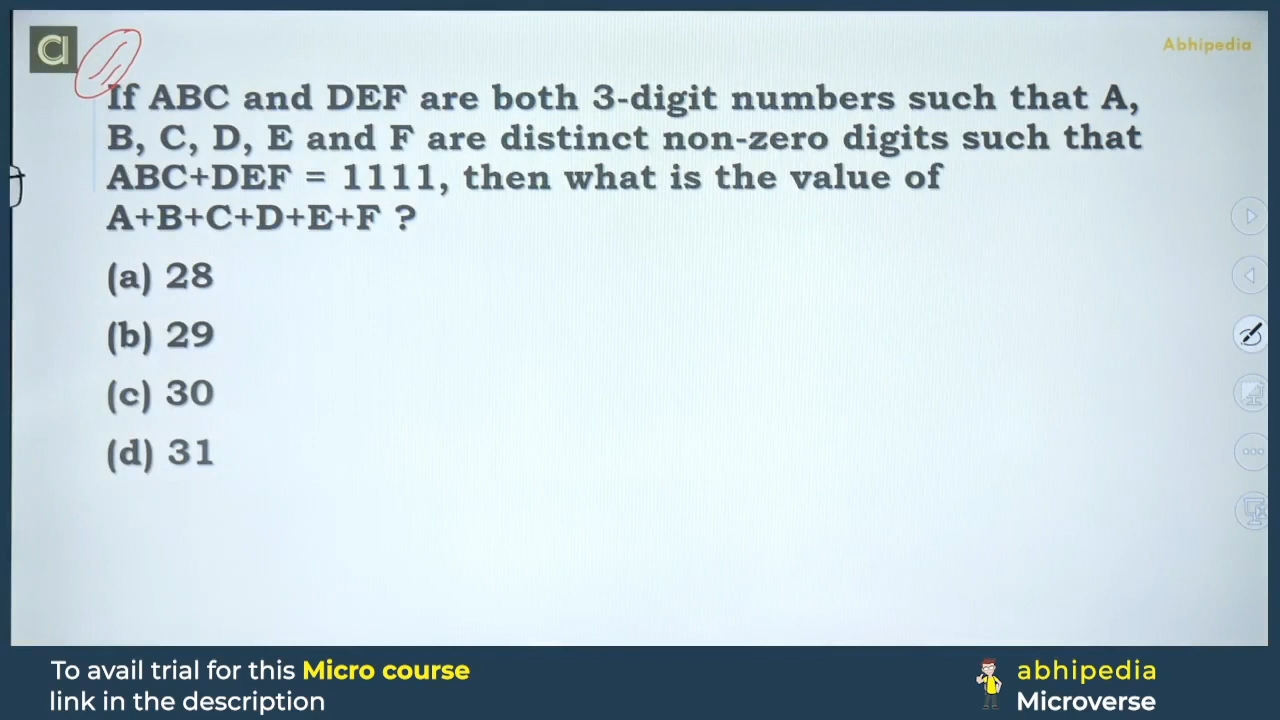 Abhipedia
If ABC and DEF are both 3-digit numbers such that A,
B, C, D, E and F are distinct non-zero digits such that
ABC+DEF = 1111, then what is the value of
A+B+C+D+E+F ?
(a) 28
(b) 29
(c) 30
(d) 31
To avail trial for this Micro course
link in the description
abhipedia
Microverse